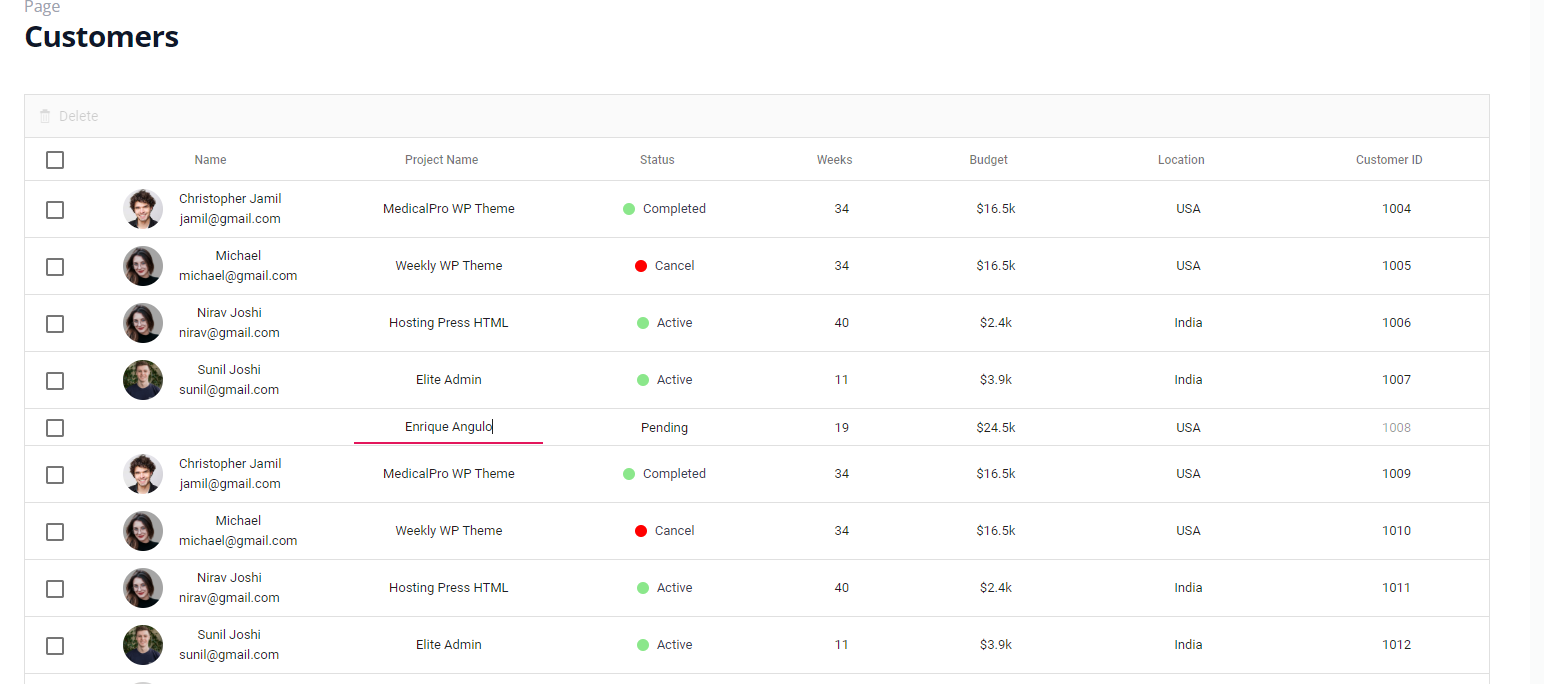 Page
Customers
Delete
Name Project Name Status Weeks Budget Location Customer ID
Christopher Jamil
jamil@gmail.com MedicalPro WP Theme Completed 34 $16.5k USA 1004
Michael
michael@gmail.com Weekly WP Theme Cancel 34 $16.5k USA 1005
Nirav Joshi
nirav@gmail.com Hosting Press HTML Active 40 $2.4k India 1006
Sunil Joshi
sunil@gmail.com Elite Admin Active 11 $3.9k India 1007
Enrique Angulo Pending 19 $24.5k USA 1008
Christopher Jamil
jamil@gmail.com MedicalPro WP Theme Completed 34 $16.5k USA 1009
Michael
michael@gmail.com Weekly WP Theme Cancel 34 $16.5k USA 1010
Nirav Joshi
nirav@gmail.com Hosting Press HTML Active 40 $2.4k India 1011
Sunil Joshi
sunil@gmail.com Elite Admin Active 11 $3.9k India 1012